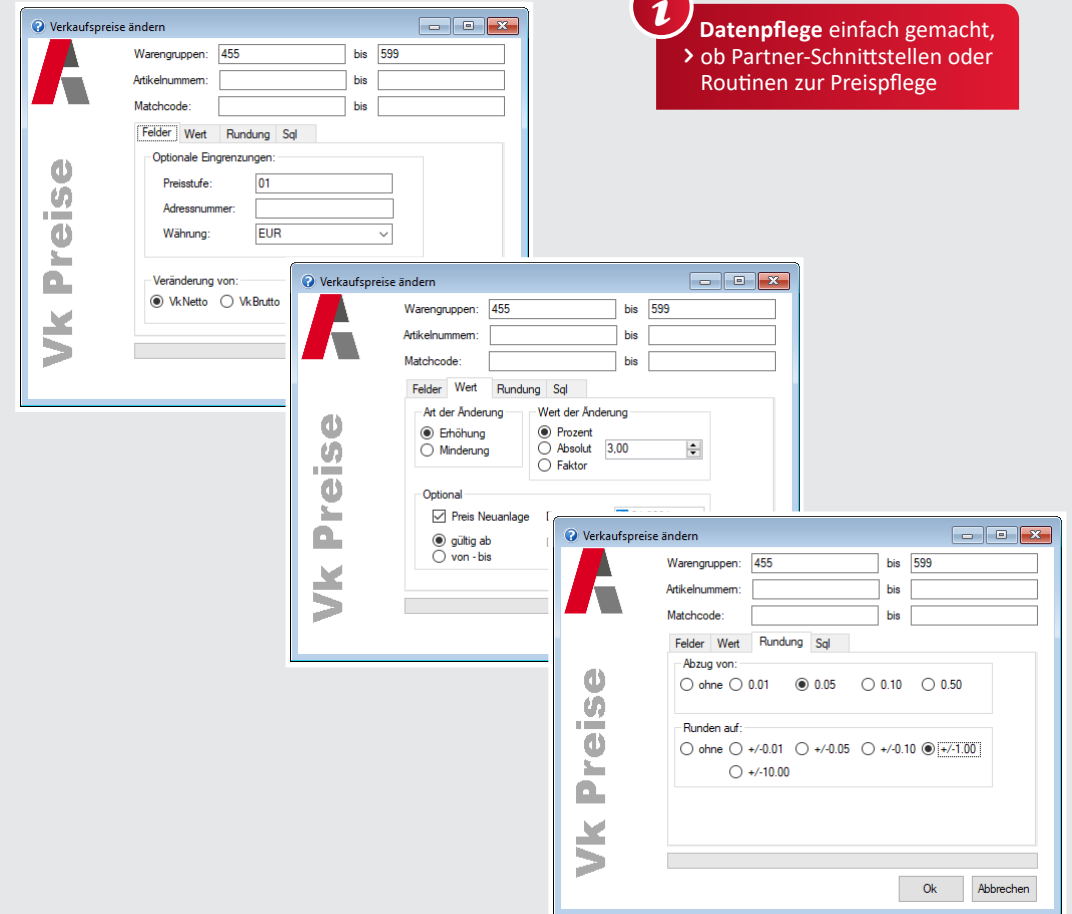 i
Datenpflege einfach gemacht,
> ob Partner-Schnittstellen oder
Routinen zur Preispflege
Verkaufspreise ändern
Warengruppen: 455 bis 599
Artikelnummern: bis
Matchcode: bis
Felder Wert Rundung Sql
Optionale Eingrenzungen:
Preisstufe: 01
Adressnummer:
Währung: EUR
Veränderung von:
VkNetto VkBrutto
Vk Preise
Verkaufspreise ändern
Warengruppen: 455 bis 599
Artikelnummern: bis
Matchcode: bis
Felder Wert Rundung Sql
Art der Änderung
Erhöhung
Minderung
Wert der Änderung
Prozent
Absolut 3,00
Faktor
Optional
Preis Neuanlage
gültig ab
von - bis
Vk Preise
Verkaufspreise ändern
Warengruppen: 455 bis 599
Artikelnummern: bis
Matchcode: bis
Felder Wert Rundung Sql
Abzug von:
ohne 0.01 0.05 0.10 0.50
Runden auf:
ohne +/-0.01 +/-0.05 +/-0.10 +/-1.00
+/-10.00
Vk Preise
Ok Abbrechen